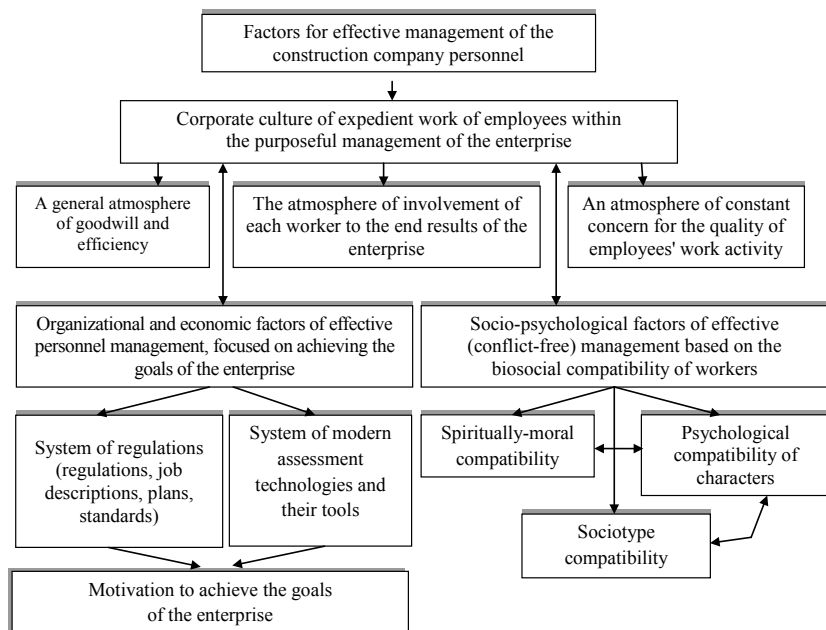 Factors for effective management of the
construction company personnel
Corporate culture of expedient work of employees within
the purposeful management of the enterprise
A general atmosphere
of goodwill and
efficiency
The atmosphere of involvement of
each worker to the end results of the
enterprise
An atmosphere of constant
concern for the quality of
employees' work activity
Organizational and economic factors of effective
personnel management, focused on achieving the
goals of the enterprise
Socio-psychological factors of effective
(conflict-free) management based on the
biosocial compatibility of workers
System of regulations
(regulations, job
descriptions, plans,
standards)
System of modern
assessment
technologies and
their tools
Spiritually-moral
compatibility
Psychological
compatibility of
characters
Sociotype
compatibility
Motivation to achieve the goals
of the enterprise